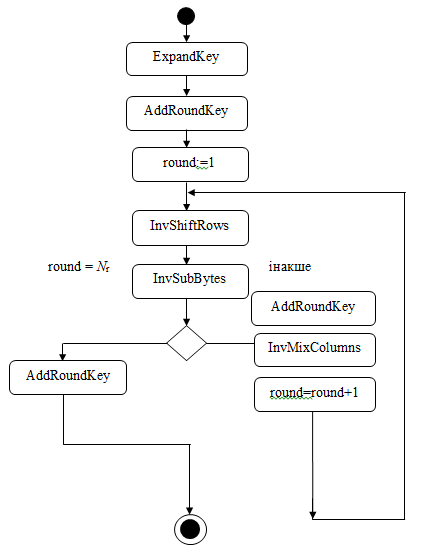 ExpandKey
AddRoundKey
round:=1
InvShiftRows
round = Nr
InvSubBytes
інакше
AddRoundKey
InvMixColumns
AddRoundKey
round=round+1